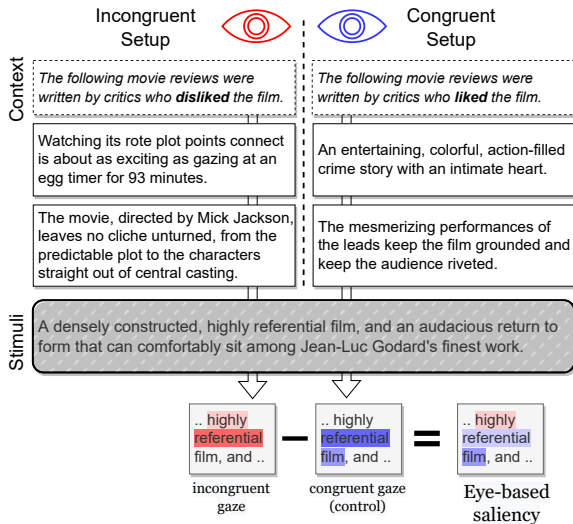 Incongruent
Setup
Congruent
Setup
Context
The following movie reviews were
written by critics who disliked the film.
The following movie reviews were
written by critics who liked the film.
Watching its rote plot points connect
is about as exciting as gazing at an
egg timer for 93 minutes.
An entertaining, colorful, action-filled
crime story with an intimate heart.
The movie, directed by Mick Jackson,
leaves no cliche unturned, from the
predictable plot to the characters
straight out of central casting.
The mesmerizing performances of
the leads keep the film grounded and
keep the audience riveted.
Stimuli
A densely constructed, highly referential film, and an audacious return to
form that can comfortably sit among Jean-Luc Godard's finest work.
.. highly
referential
film, and ..
−
.. highly
referential
film, and ..
=
.. highly
referential
film, and ..
incongruent
gaze
congruent gaze
(control)
Eye-based
saliency